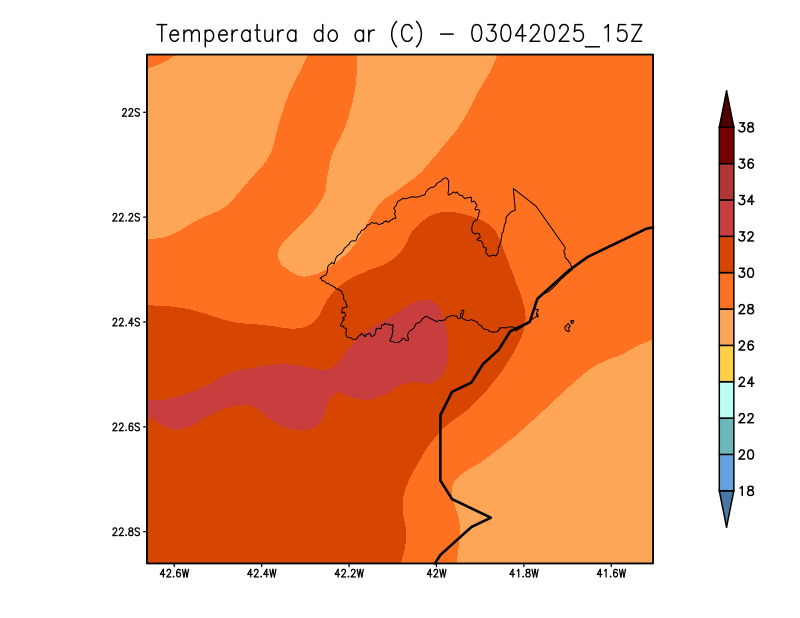 Temperatura do ar (C) − 03042025_15Z
22S
22.2S
22.4S
22.6S
22.8S
42.6W
42.4W
42.2W
42W
41.8W
41.6W
38
36
34
32
30
28
26
24
22
20
18